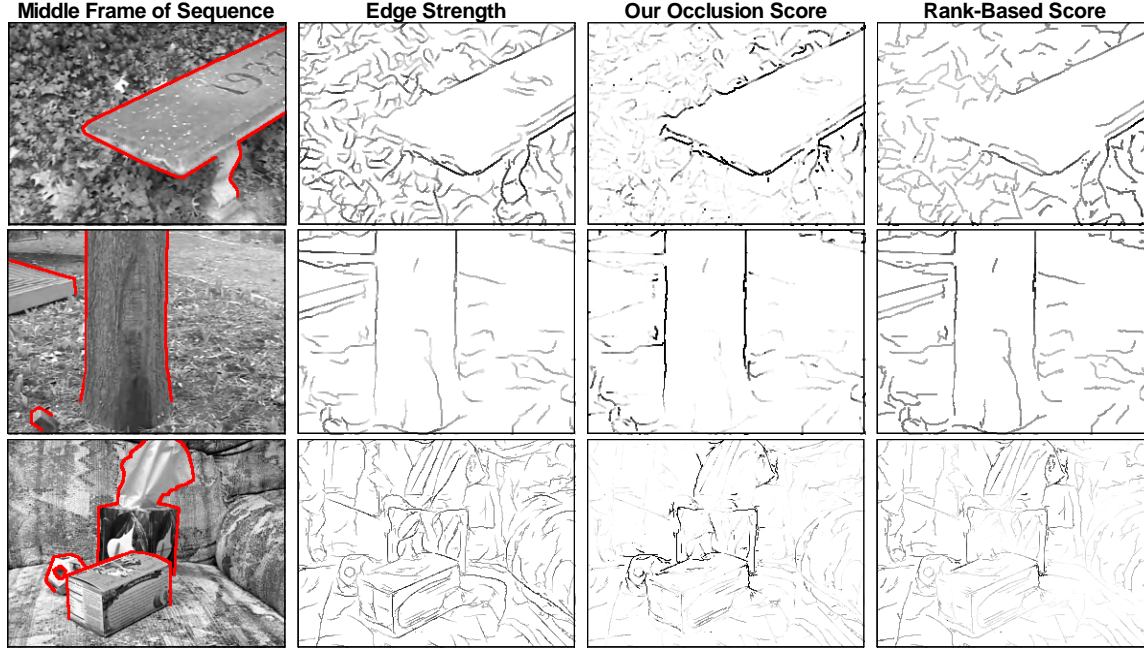 Middle Frame of Sequence
Edge Strength
Our Occlusion Score
Rank-Based Score